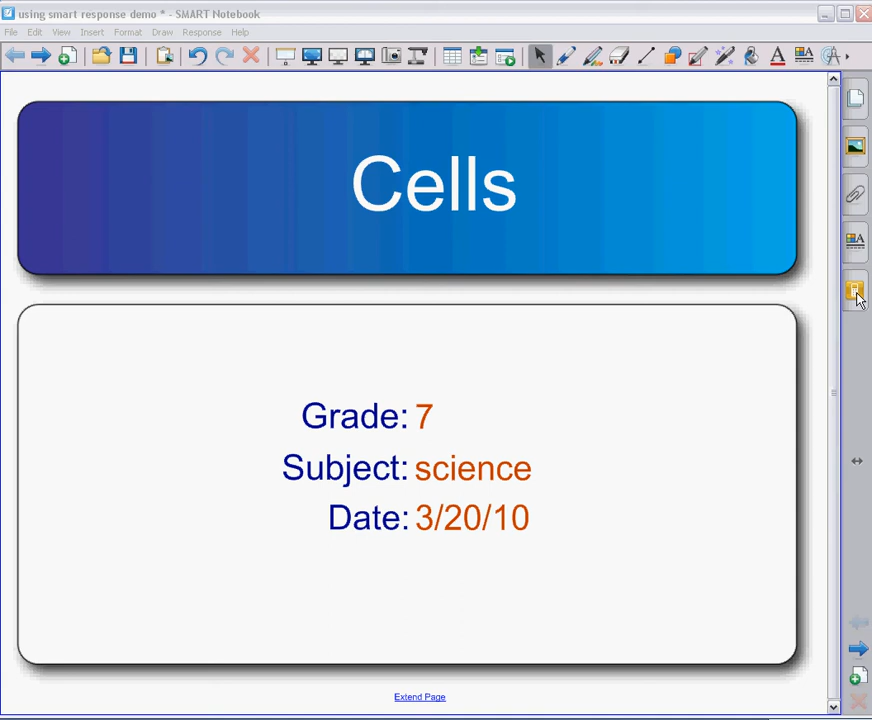 using smart response demo * - SMART Notebook
File Edit View Insert Format Draw Response Help
Cells
Grade: 7
Subject: science
Date: 3/20/10
Extend Page